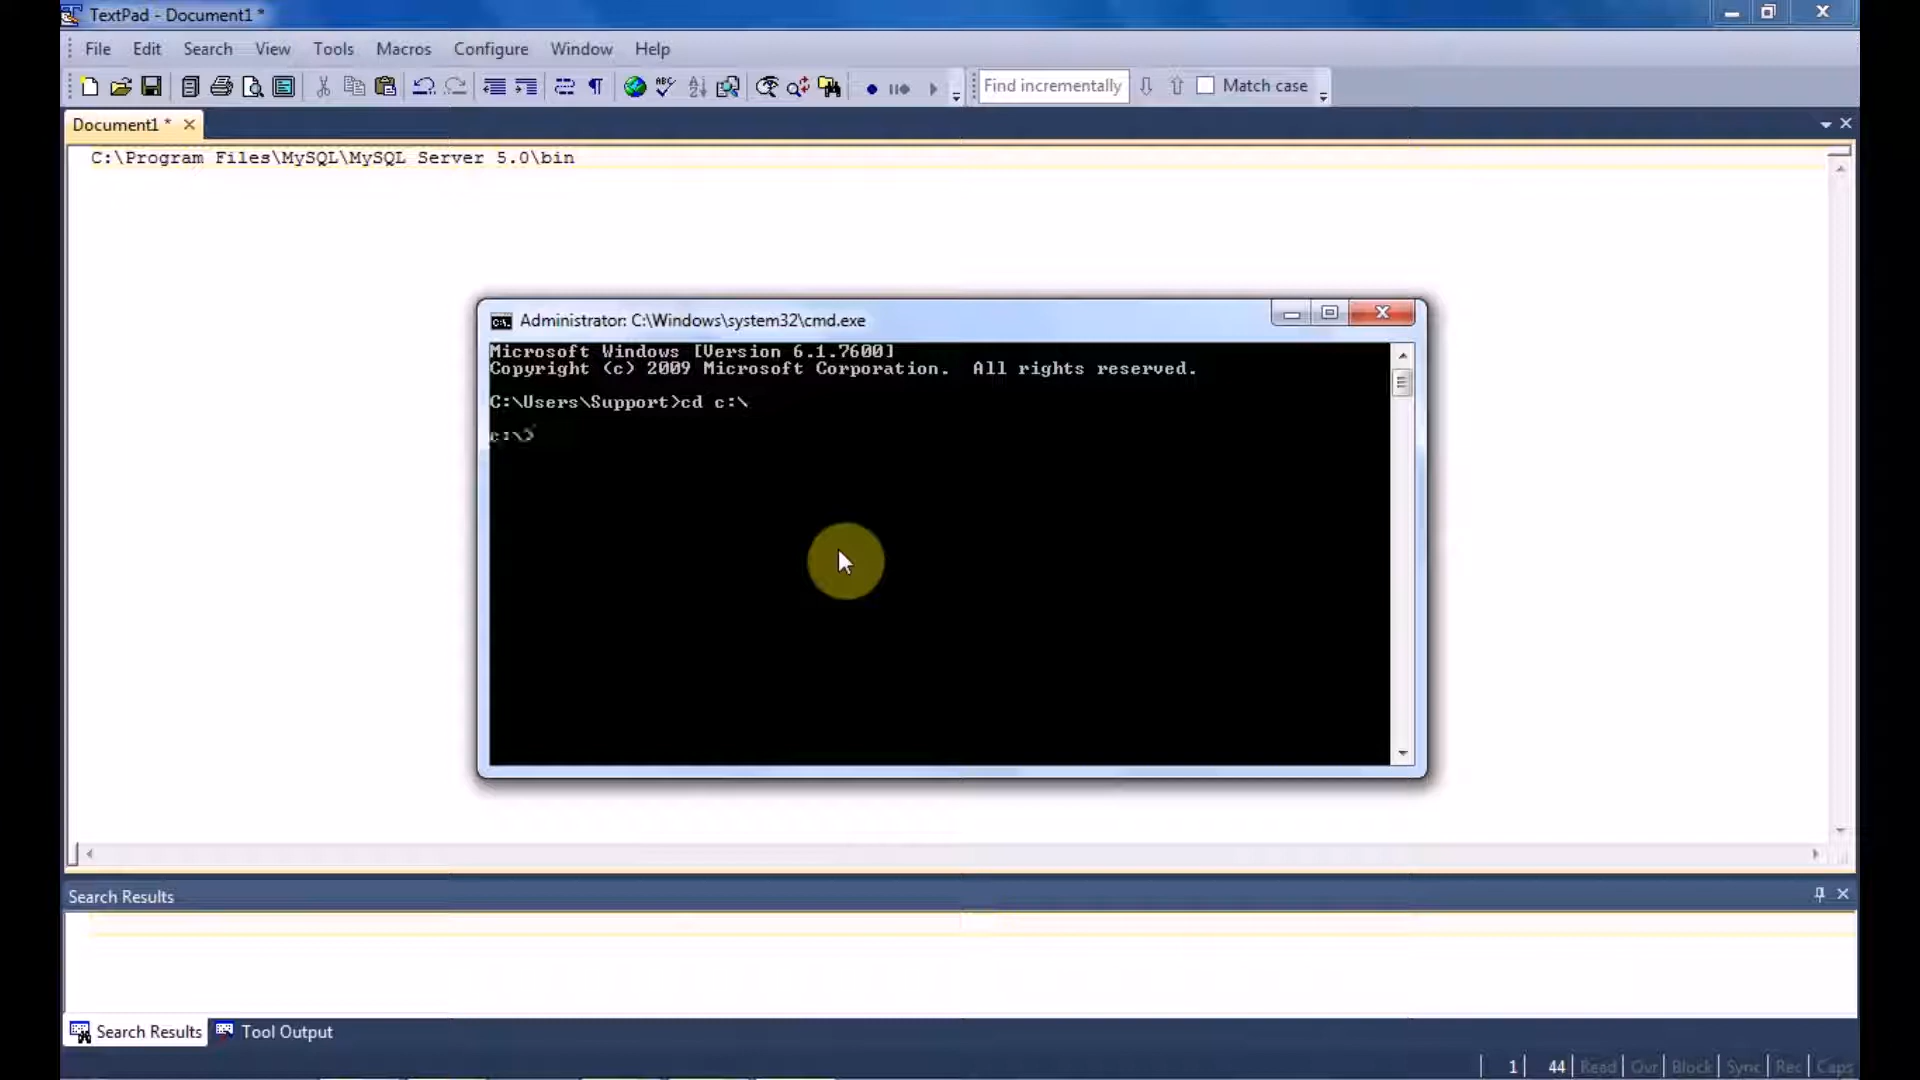 TextPad - Document1 *
File Edit Search View Tools Macros Configure Window Help
Find incrementally Match case
Document1 *
C:\Program Files\MySQL\MySQL Server 5.0\bin
Administrator: C:\Windows\system32\cmd.exe
Microsoft Windows [Version 6.1.7600]
Copyright (c) 2009 Microsoft Corporation. All rights reserved.
C:\Users\Support>cd c:\
c:\>
Search Results
Search Results Tool Output
1 44 Read Ovr Block Sync Rec Caps